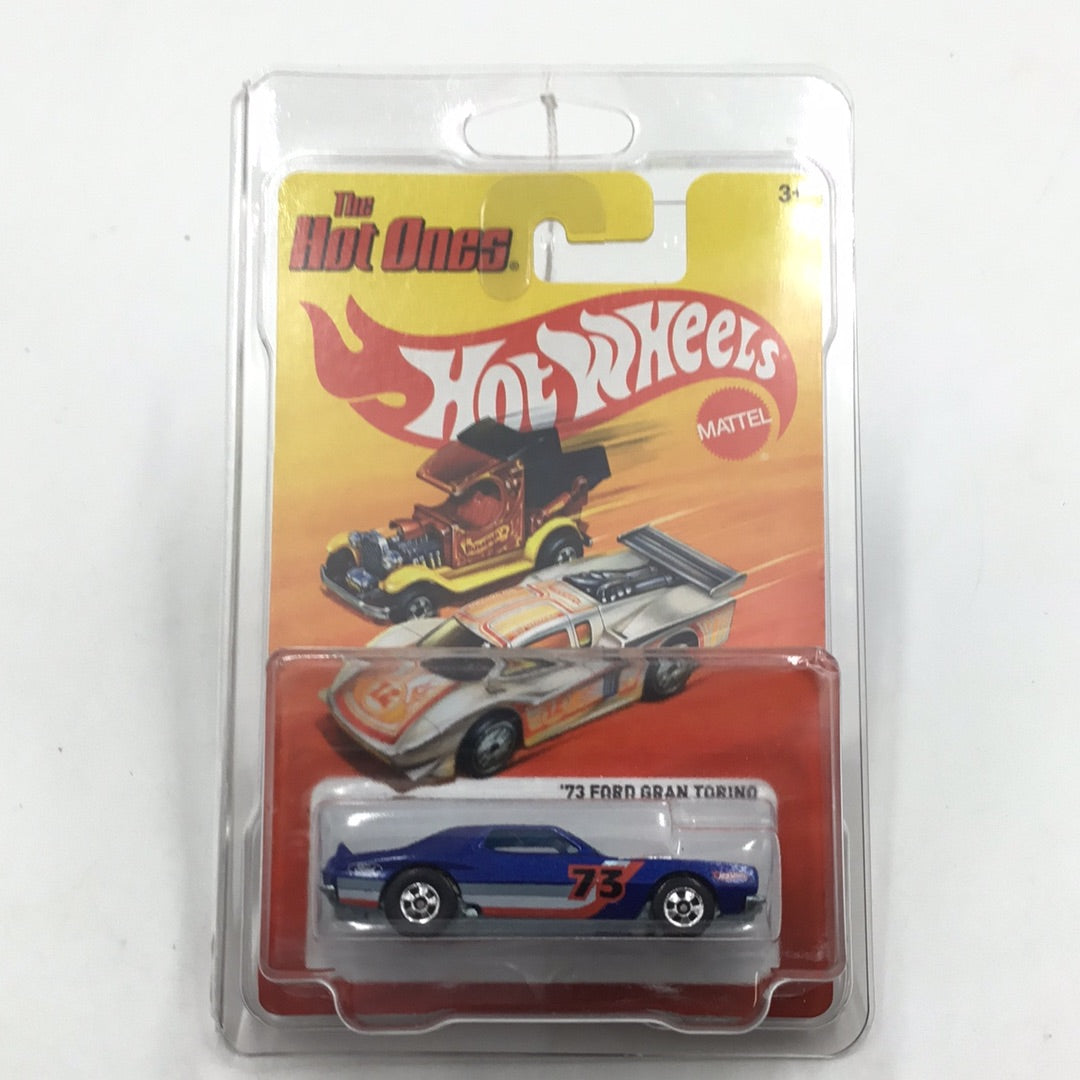 3+
The
Hot Ones®
Hot Wheels®
MATTEL®
'73 FORD GRAN TORINO
73